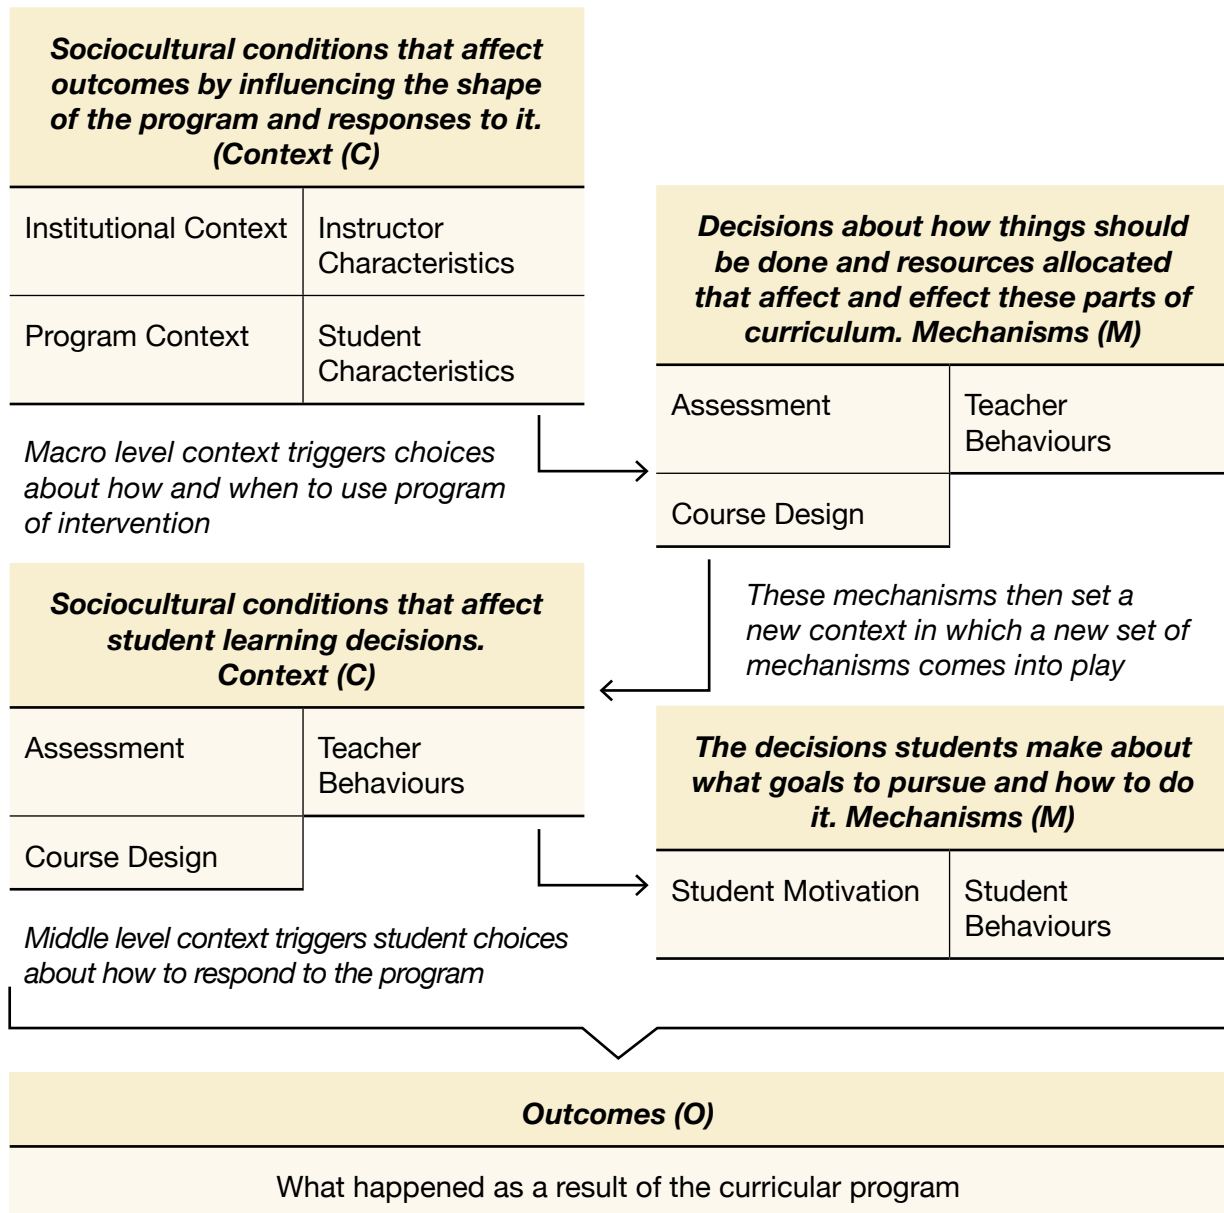 Sociocultural conditions that affect
outcomes by influencing the shape
of the program and responses to it.
(Context (C)
Institutional Context
Instructor
Characteristics
Program Context
Student
Characteristics
Macro level context triggers choices
about how and when to use program
of intervention
Decisions about how things should
be done and resources allocated
that affect and effect these parts of
curriculum. Mechanisms (M)
Assessment
Teacher
Behaviours
Course Design
These mechanisms then set a
new context in which a new set of
mechanisms comes into play
Sociocultural conditions that affect
student learning decisions.
Context (C)
Assessment
Teacher
Behaviours
Course Design
Middle level context triggers student choices
about how to respond to the program
The decisions students make about
what goals to pursue and how to do
it. Mechanisms (M)
Student Motivation
Student
Behaviours
Outcomes (O)
What happened as a result of the curricular program